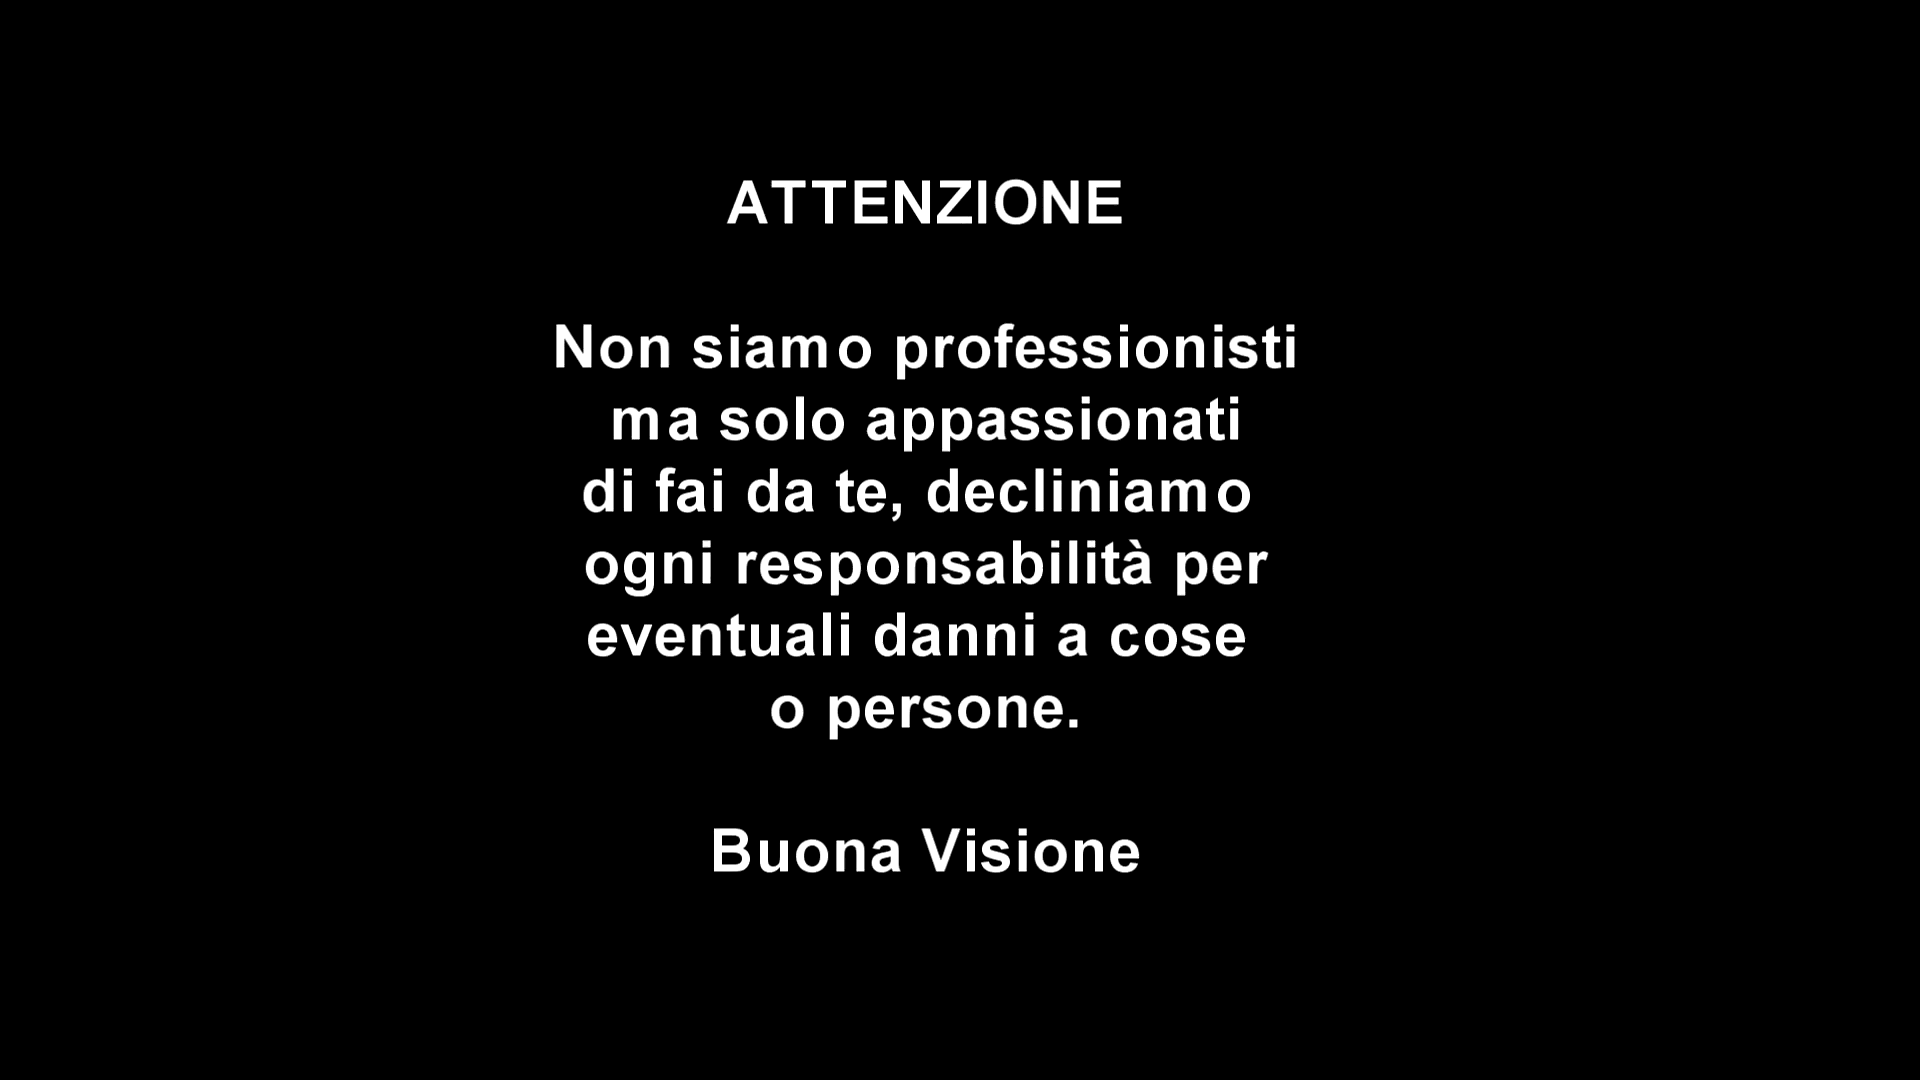 ATTENZIONE
Non siamo professionisti
ma solo appassionati
di fai da te, decliniamo
ogni responsabilità per
eventuali danni a cose
o persone.
Buona Visione